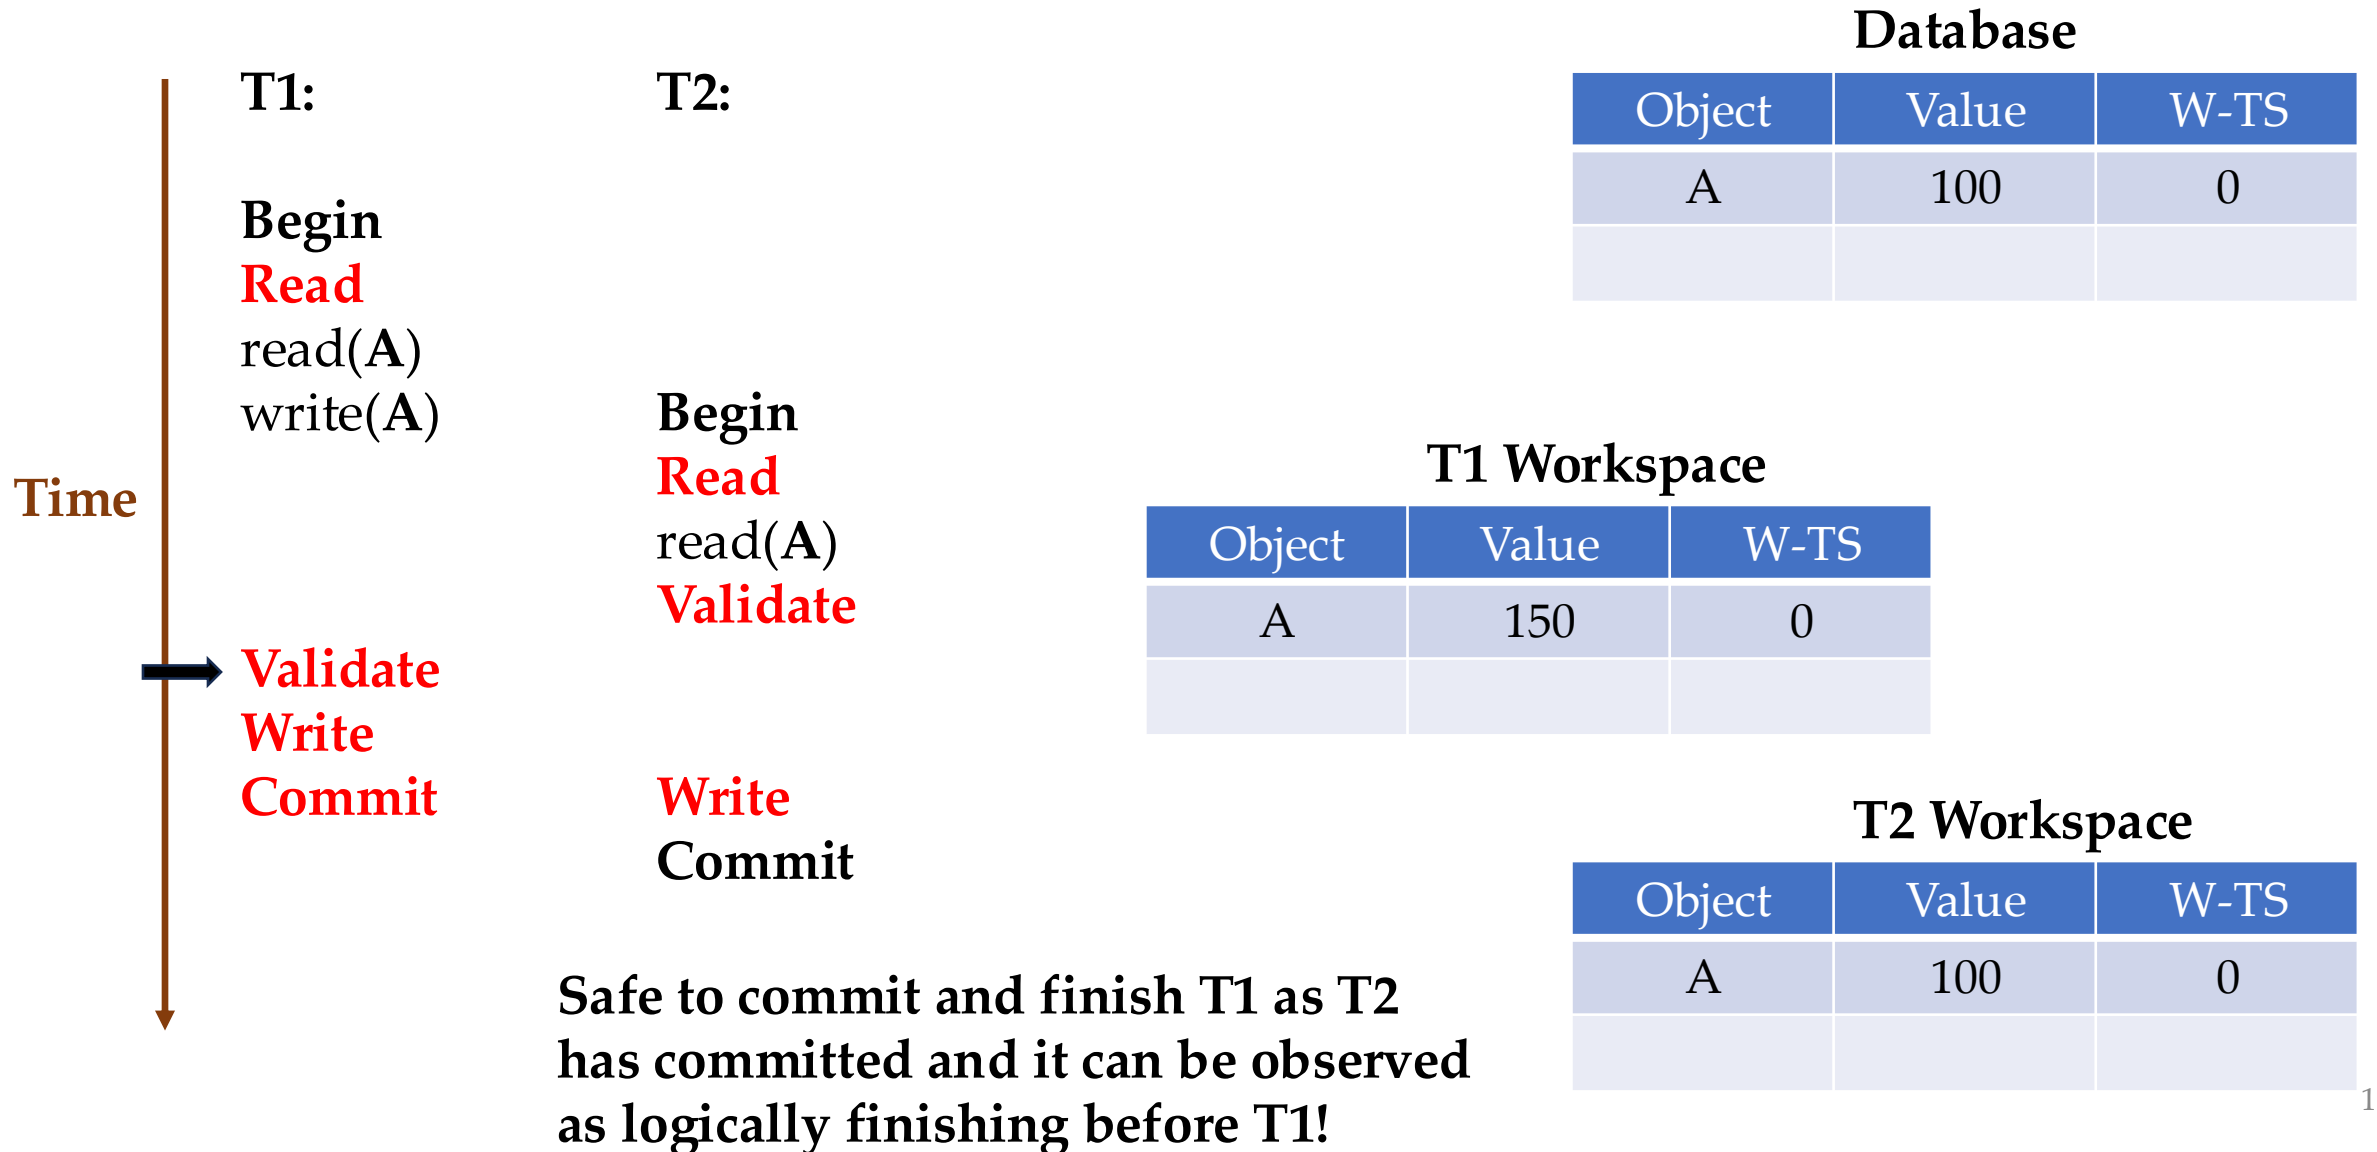 T1:
T2:
Begin
Read
read(A)
write(A)
Begin
Read
read(A)
Validate
Time
Validate
Write
Commit
Write
Commit
Safe to commit and finish T1 as T2
has committed and it can be observed
as logically finishing before T1!
Database
Object Value W-TS
A 100 0
T1 Workspace
Object Value W-TS
A 150 0
T2 Workspace
Object Value W-TS
A 100 0
1